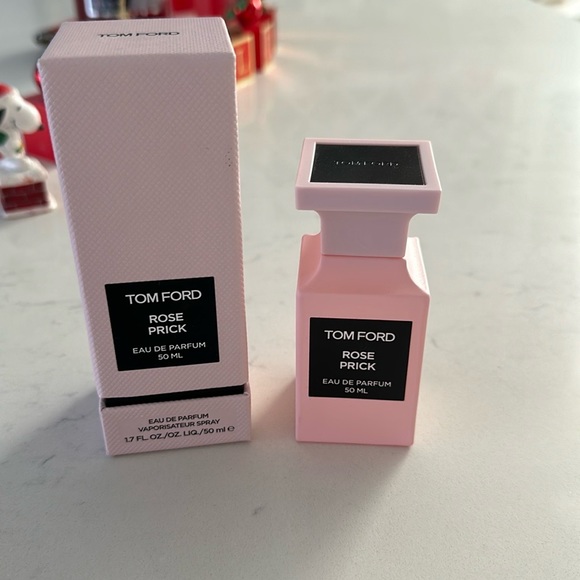 TOM FORD
TOM FORD
ROSE
PRICK
EAU DE PARFUM
50 ML
EAU DE PARFUM
VAPORISATEUR SPRAY
1.7 FL. OZ./OZ. LIQ./50 ml ℮
TOM FORD
TOM FORD
ROSE
PRICK
EAU DE PARFUM
50 ML